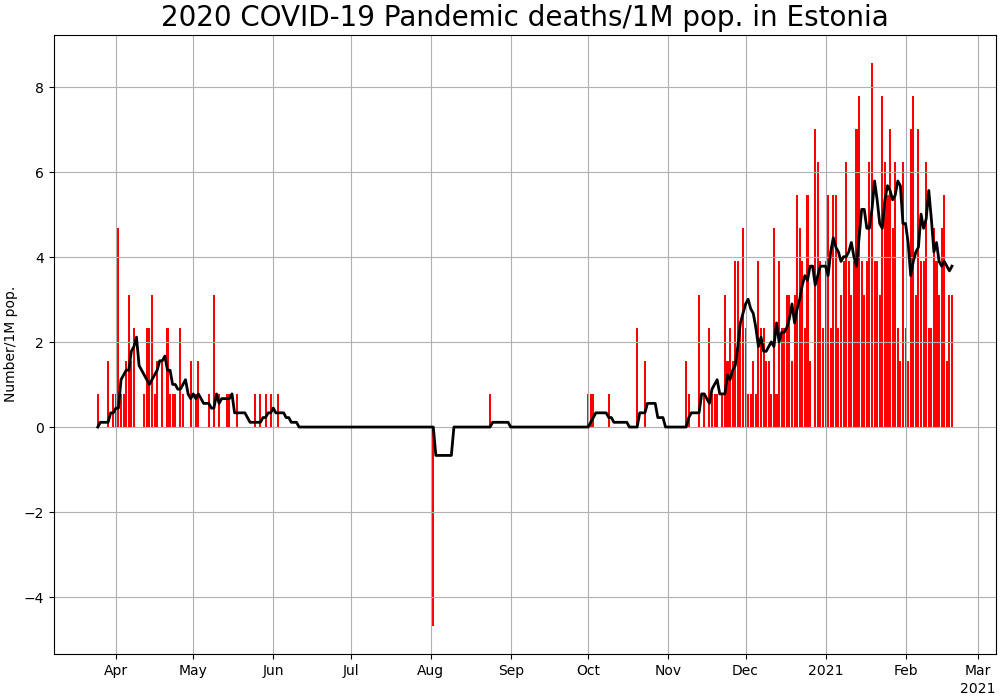 2020 COVID-19 Pandemic deaths/1M pop. in Estonia
Number/1M pop.
8
6
4
2
0
−2
−4
Apr May Jun Jul Aug Sep Oct Nov Dec 2021 Feb Mar
2021